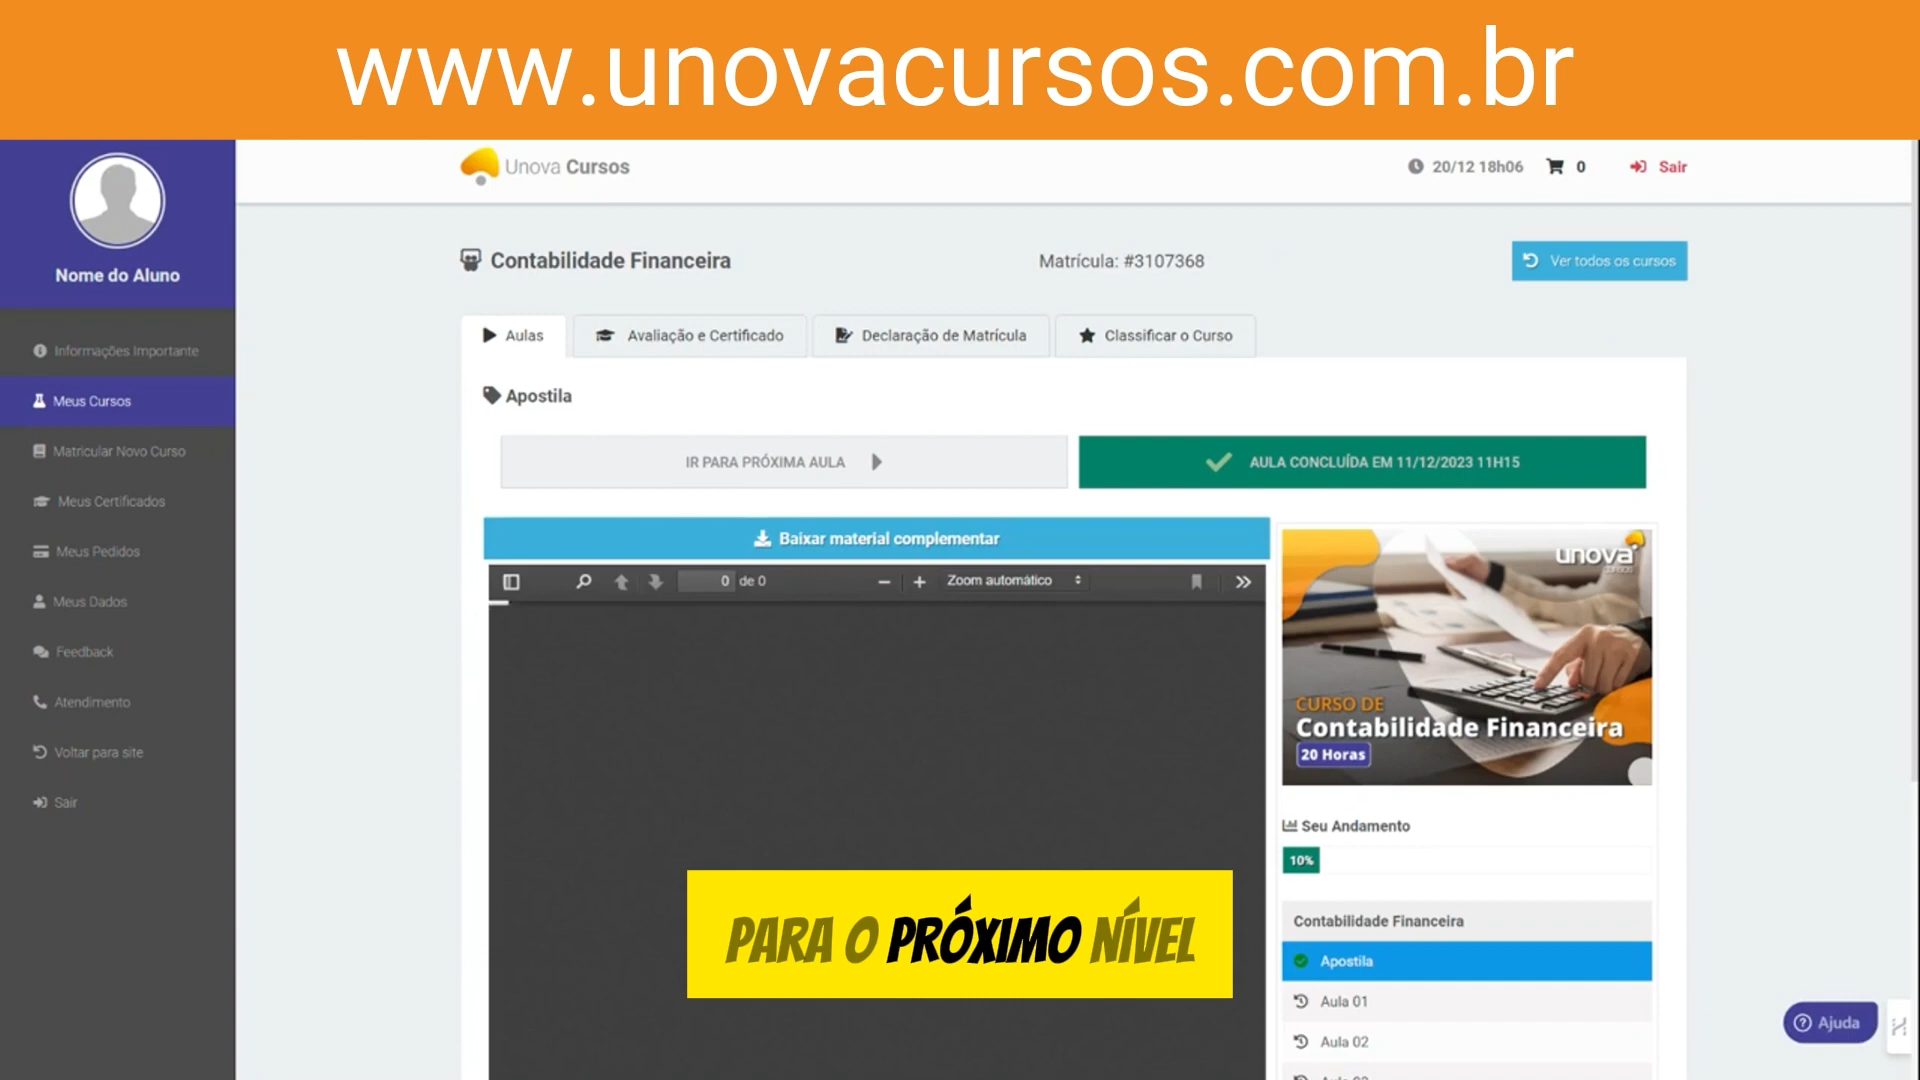 www.unovacursos.com.br
Unova Cursos
20/12 18h06
0
Sair
Nome do Aluno
Informações Importante
Meus Cursos
Matricular Novo Curso
Meus Certificados
Meus Pedidos
Meus Dados
Feedback
Atendimento
Voltar para site
Sair
Contabilidade Financeira
Matrícula: #3107368
Ver todos os cursos
Aulas
Avaliação e Certificado
Declaração de Matrícula
Classificar o Curso
Apostila
IR PARA PRÓXIMA AULA
AULA CONCLUÍDA EM 11/12/2023 11H15
Baixar material complementar
0 de 0
Zoom automático
unova
CURSOS
CURSO DE
Contabilidade Financeira
20 Horas
Seu Andamento
10%
PARA O PRÓXIMO NÍVEL
Contabilidade Financeira
Apostila
Aula 01
Aula 02
Ajuda